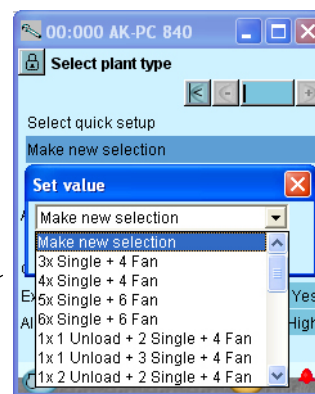 00:000 AK-PC 840
Select plant type
Select quick setup
Make new selection
Set value
Make new selection
Make new selection
3x Single + 4 Fan
4x Single + 4 Fan
5x Single + 6 Fan
6x Single + 6 Fan
Yes
1x 1 Unload + 2 Single + 4 Fan
High
1x 1 Unload + 3 Single + 4 Fan
1x 2 Unload + 2 Single + 4 Fan